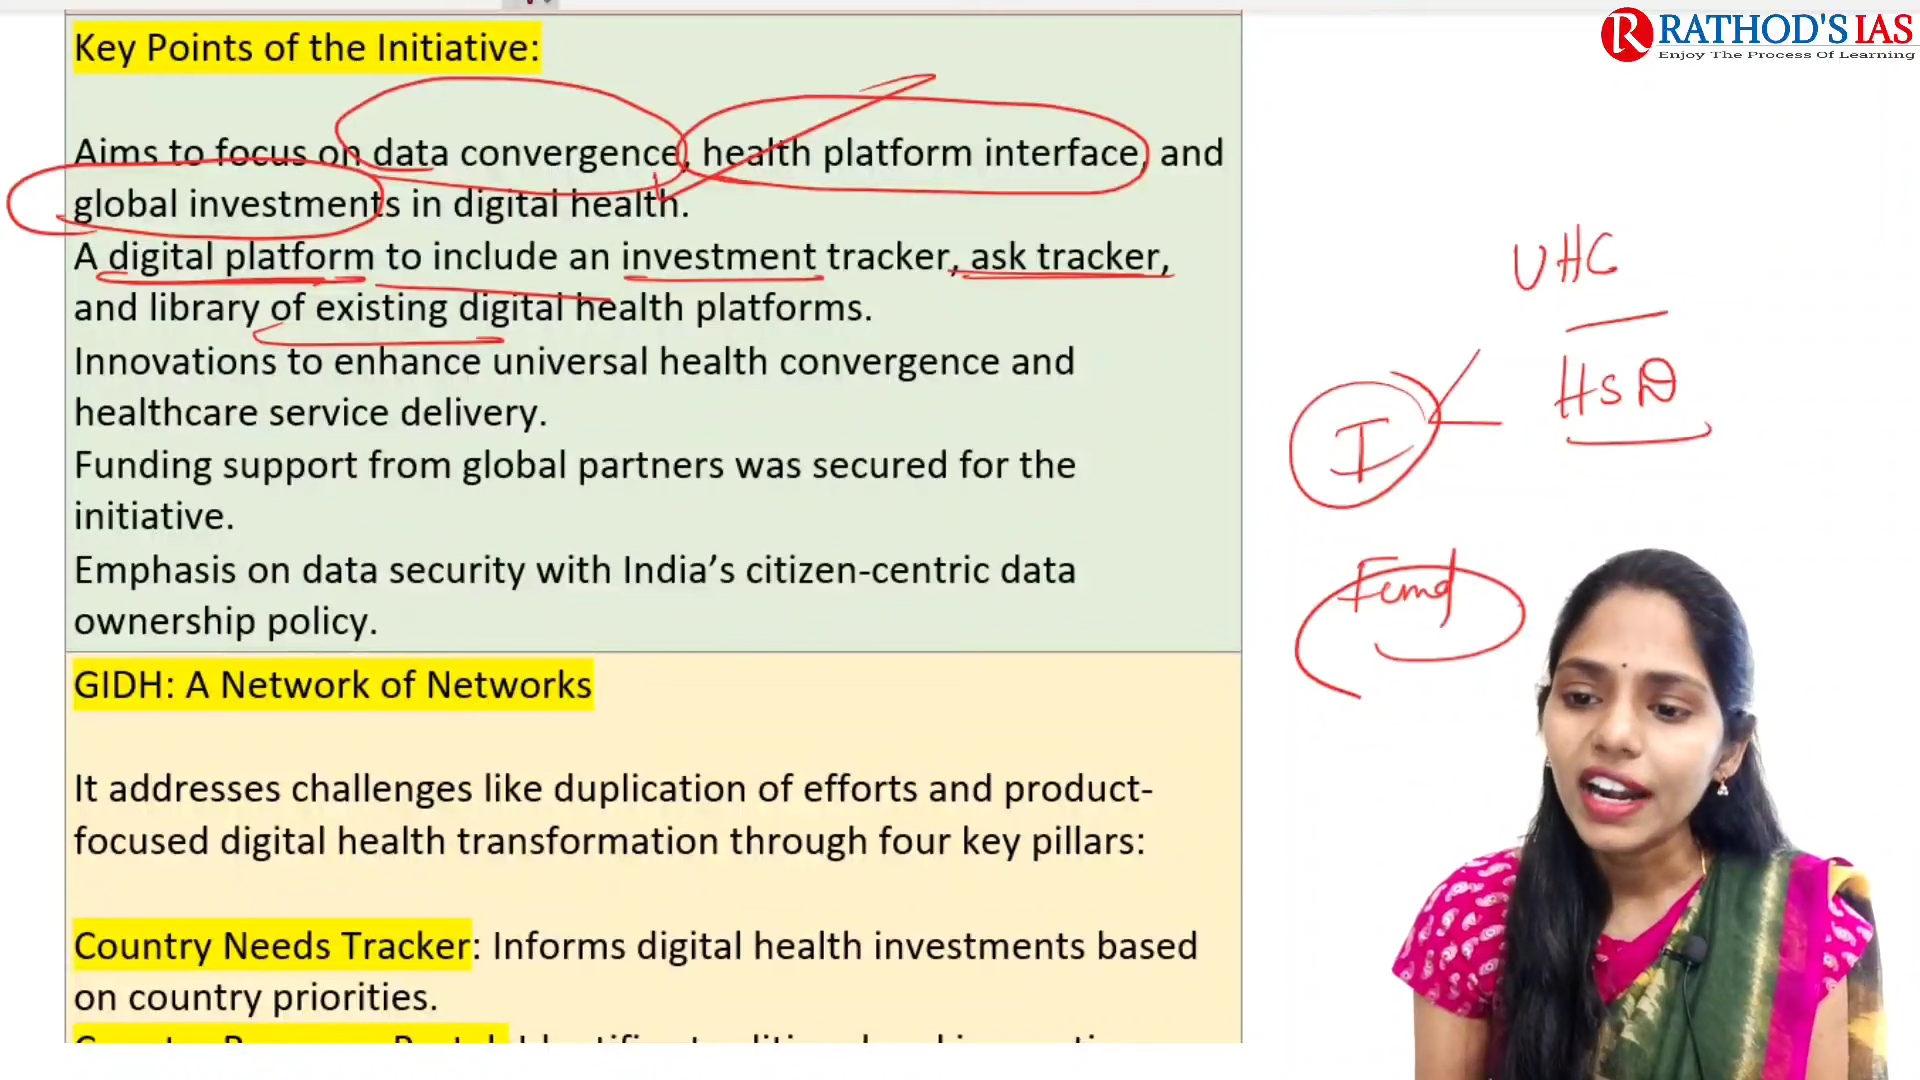 RATHOD'S IAS
Enjoy The Process Of Learning
Key Points of the Initiative:
Aims to focus on data convergence, health platform interface, and
global investments in digital health.
A digital platform to include an investment tracker, ask tracker,
and library of existing digital health platforms.
Innovations to enhance universal health convergence and
healthcare service delivery.
Funding support from global partners was secured for the
initiative.
Emphasis on data security with India’s citizen-centric data
ownership policy.
GIDH: A Network of Networks
It addresses challenges like duplication of efforts and product-
focused digital health transformation through four key pillars:
Country Needs Tracker: Informs digital health investments based
on country priorities.
UHC
HSD
I